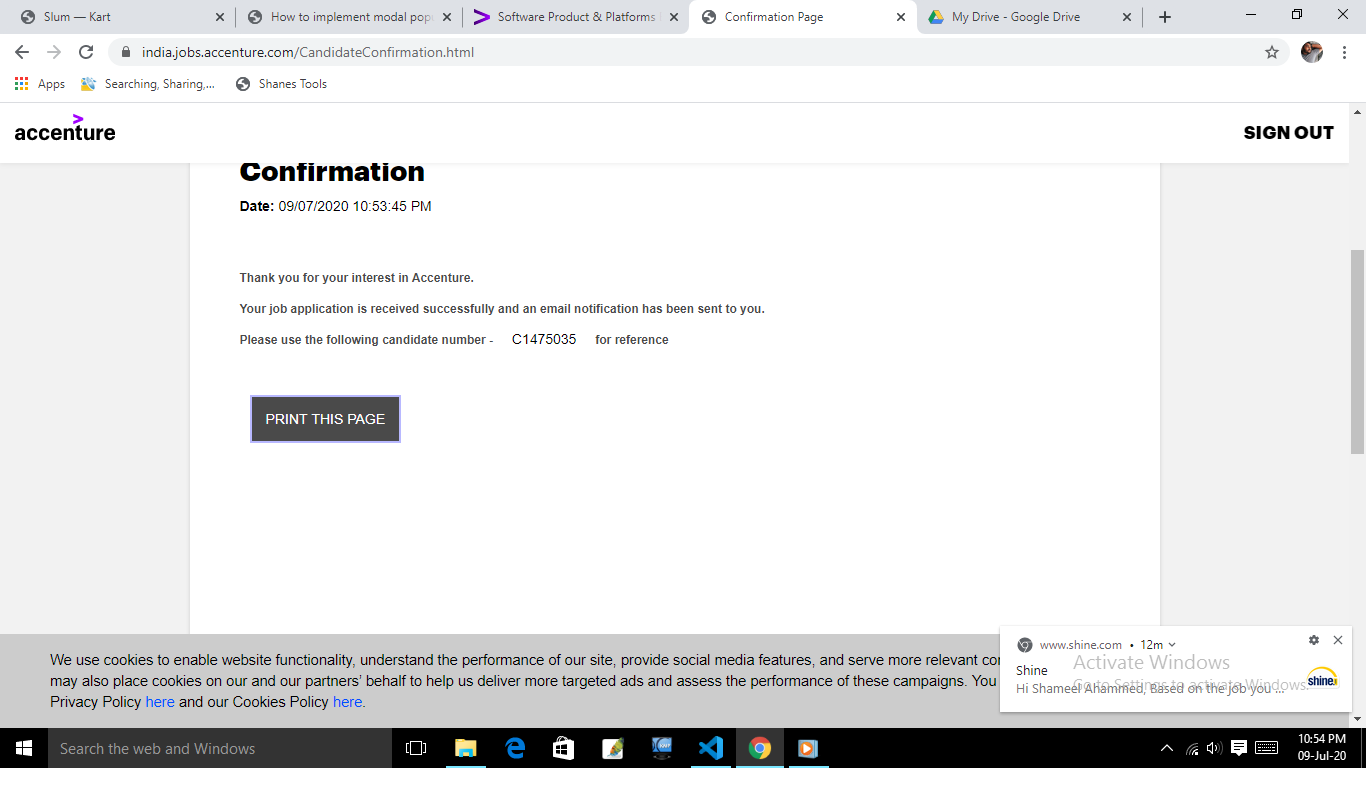 Slum — Kart
How to implement modal pop
Software Product & Platforms
Confirmation Page
My Drive - Google Drive
india.jobs.accenture.com/CandidateConfirmation.html
Apps
Searching, Sharing,...
Shanes Tools
accenture
SIGN OUT
Confirmation
Date: 09/07/2020 10:53:45 PM
Thank you for your interest in Accenture.
Your job application is received successfully and an email notification has been sent to you.
Please use the following candidate number - C1475035 for reference
PRINT THIS PAGE
We use cookies to enable website functionality, understand the performance of our site, provide social media features, and serve more relevant
may also place cookies on our and our partners’ behalf to help us deliver more targeted ads and assess the performance of these campaigns. You
Privacy Policy here and our Cookies Policy here.
www.shine.com • 12m
Activate Windows
Shine
Go to Settings to activate Windows.
Hi Shameel Ahammed, Based on the job you ...
shine
Search the web and Windows
10:54 PM
09-Jul-20